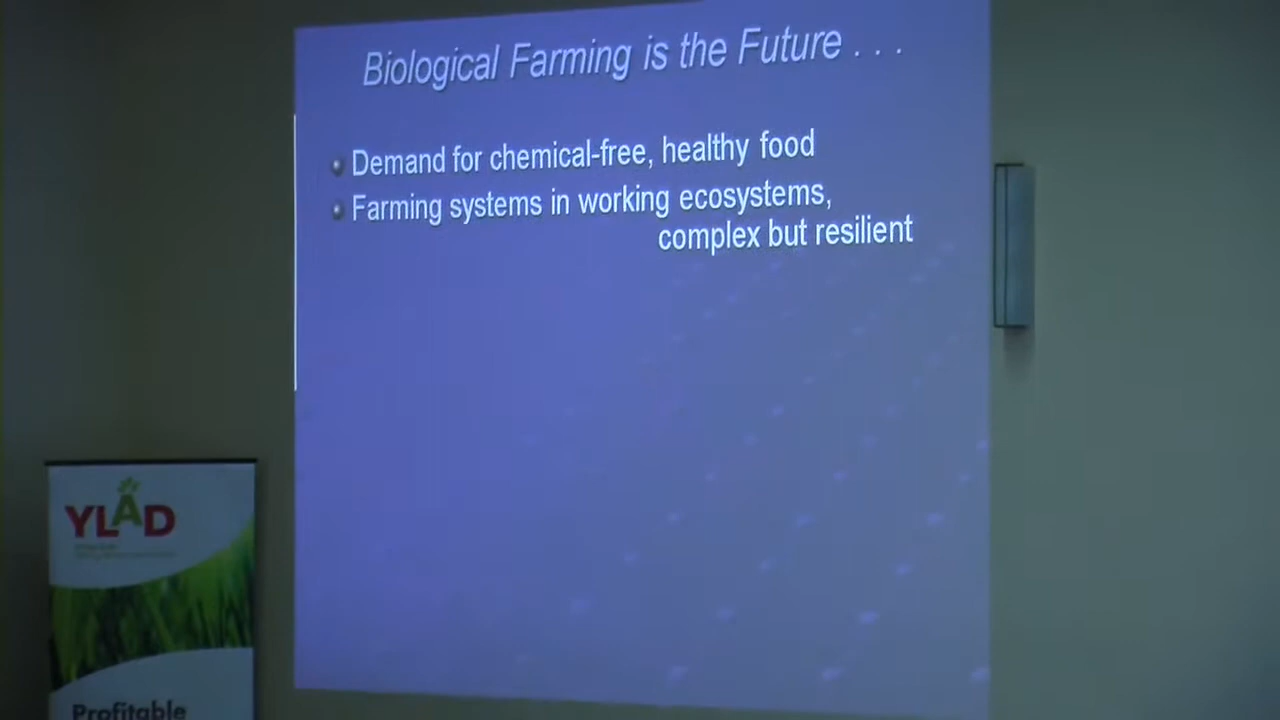 Biological Farming is the Future . . .
Demand for chemical-free, healthy food
Farming systems in working ecosystems,
complex but resilient
YLAD
Profitable